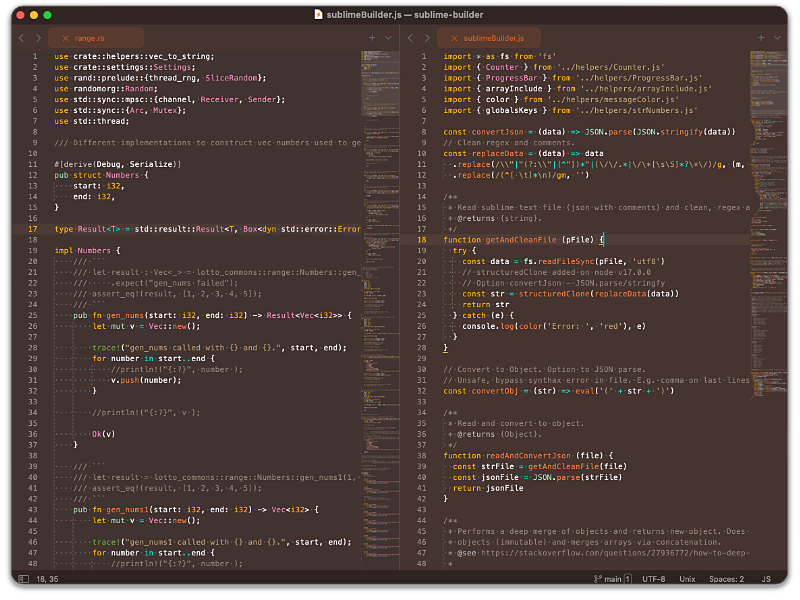 sublimeBuilder.js — sublime-builder
range.rs
1 use crate::helpers::vec_to_string;
2 use crate::settings::Settings;
3 use rand::prelude::{thread_rng, SliceRandom};
4 use randomorg::Random;
5 use std::sync::mpsc::{channel, Receiver, Sender};
6 use std::sync::{Arc, Mutex};
7 use std::thread;
8
9 /// Different implementations to construct vec numbers used to ge
10
11 #[derive(Debug, Serialize)]
12 pub struct Numbers {
13 start: i32,
14 end: i32,
15 }
16
17 type Result<T> = std::result::Result<T, Box<dyn std::error::Error
18
19 impl Numbers {
20 /// ```
21 /// let result : Vec<_> = lotto_commons::range::Numbers::gen_
22 /// .expect("gen_nums failed");
23 /// assert_eq!(result, [1, 2, 3, 4, 5]);
24 /// ```
25 pub fn gen_nums(start: i32, end: i32) -> Result<Vec<i32>> {
26 let mut v = Vec::new();
27
28 trace!("gen_nums called with {} and {}.", start, end);
29 for number in start..end {
30 //println!("{:?}", number );
31 v.push(number);
32 }
33
34 //println!("{:?}", v );
35
36 Ok(v)
37 }
38
39 /// ```
40 /// let result = lotto_commons::range::Numbers::gen_nums1(1,
41 /// assert_eq!(result, [1, 2, 3, 4, 5]);
42 /// ```
43 pub fn gen_nums1(start: i32, end: i32) -> Vec<i32> {
44 let mut v = Vec::new();
45
46 trace!("gen_nums1 called with {} and {}.", start, end);
47 for number in start..end {
48 //println!("{:?}", number );
sublimeBuilder.js
1 import * as fs from 'fs'
2 import { Counter } from '../helpers/Counter.js'
3 import { ProgressBar } from '../helpers/ProgressBar.js'
4 import { arrayInclude } from '../helpers/arrayInclude.js'
5 import { color } from '../helpers/messageColor.js'
6 import { globalsKeys } from '../helpers/strNumbers.js'
7
8 const convertJson = (data) => JSON.parse(JSON.stringify(data))
9 // Clean regex and comments.
10 const replaceData = (data) => data
11 .replace(/\\"|"(?:\\"|[^"])*"|(\/\/.*|\/\*[\s\S]*?\*\/)/g, (m,
12 .replace(/(^[ \t]*\n)/gm, '')
13
14 /**
15 * Read sublime text file (json with comments) and clean, regex a
16 * @returns {string}.
17 */
18 function getAndCleanFile (pFile) {
19 try {
20 const data = fs.readFileSync(pFile, 'utf8')
21 // structuredClone added on node v17.0.0
22 // Option convertJson - JSON.parse/stringfy
23 const str = structuredClone(replaceData(data))
24 return str
25 } catch (e) {
26 console.log(color('Error: ', 'red'), e)
27 }
28 }
29
30 // Convert to Object. Option to JSON parse.
31 // Unsafe, bypass synthax error in file. E.g. comma on last lines
32 const convertObj = (str) => eval('(' + str + ')')
33
34 /**
35 * Read and convert to object.
36 * @returns {Object}.
37 */
38 function readAndConvertJson (file) {
39 const strFile = getAndCleanFile(file)
40 const jsonFile = JSON.parse(strFile)
41 return jsonFile
42 }
43
44 /**
45 * Performs a deep merge of objects and returns new object. Does
46 * objects (immutable) and merges arrays via concatenation.
47 * @see https://stackoverflow.com/questions/27936772/how-to-deep-
48 *
18, 35
main 1 UTF-8 Unix Spaces: 2 JS